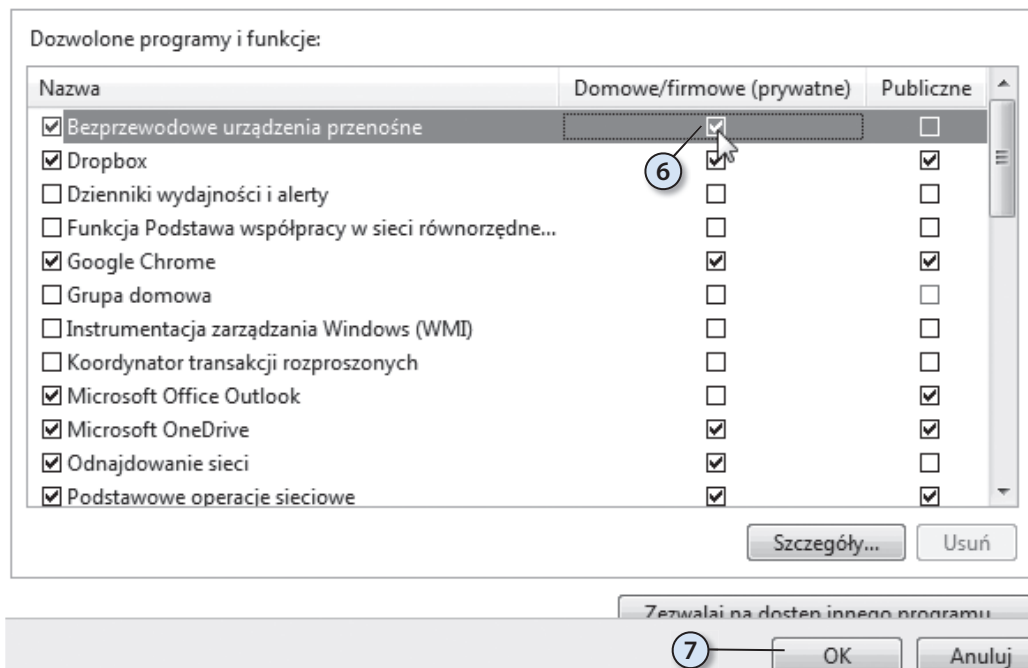 Dozwolone programy i funkcje:
Nazwa Domowe/firmowe (prywatne) Publiczne
Bezprzewodowe urządzenia przenośne
6
Dropbox
Dzienniki wydajności i alerty
Funkcja Podstawa współpracy w sieci równorzędne...
Google Chrome
Grupa domowa
Instrumentacja zarządzania Windows (WMI)
Koordynator transakcji rozproszonych
Microsoft Office Outlook
Microsoft OneDrive
Odnajdowanie sieci
Podstawowe operacje sieciowe
Szczegóły... Usuń
Zezwalaj na dostęp innego programu
7 OK Anuluj